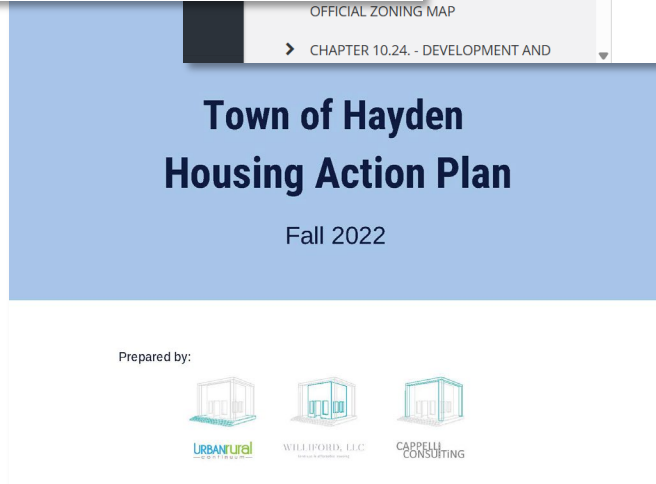 OFFICIAL ZONING MAP
CHAPTER 10.24. - DEVELOPMENT AND
Town of Hayden
Housing Action Plan
Fall 2022
Prepared by:
URBANrural
continuum
WILLIFORD, LLC
CAPPELLI
CONSULTING